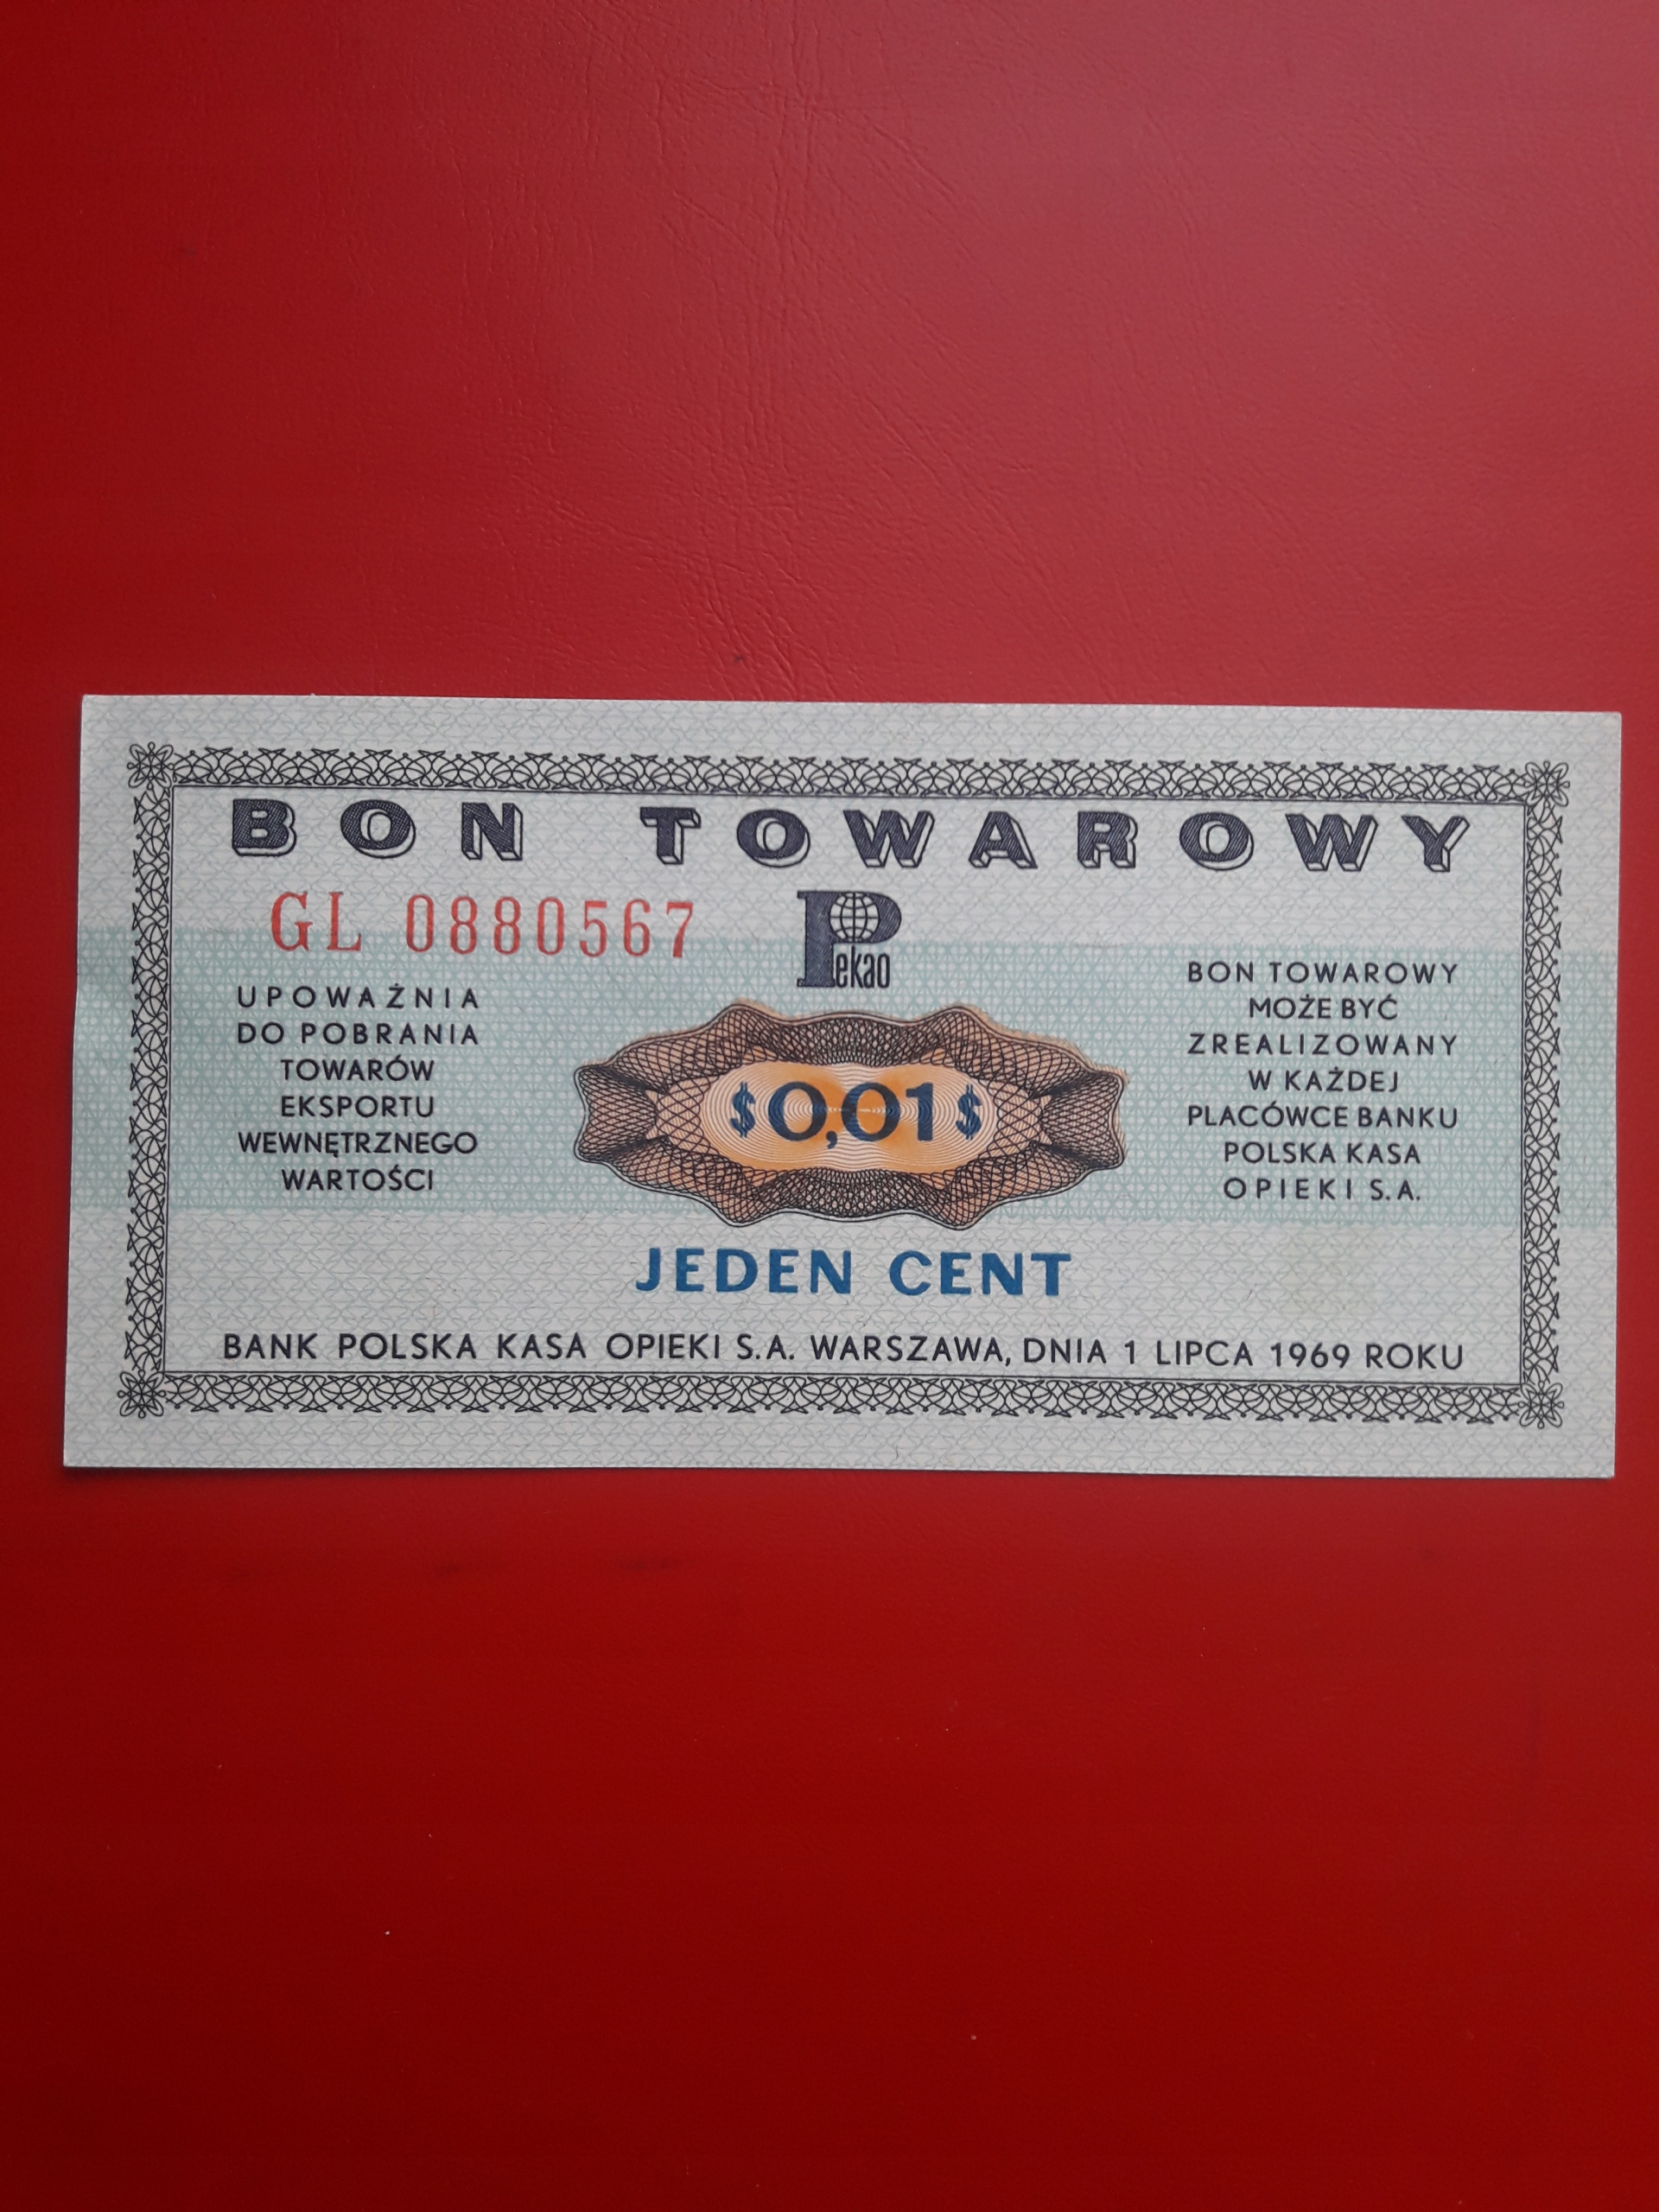 BON TOWAROWY
GL 0880567
Pekao
UPOWAŻNIA
DO POBRANIA
TOWARÓW
EKSPORTU
WEWNĘTRZNEGO
WARTOŚCI
$0,01$
BON TOWAROWY
MOŻE BYĆ
ZREALIZOWANY
W KAŻDEJ
PLACÓWCE BANKU
POLSKA KASA
OPIEKI S.A.
JEDEN CENT
BANK POLSKA KASA OPIEKI S.A. WARSZAWA, DNIA 1 LIPCA 1969 ROKU